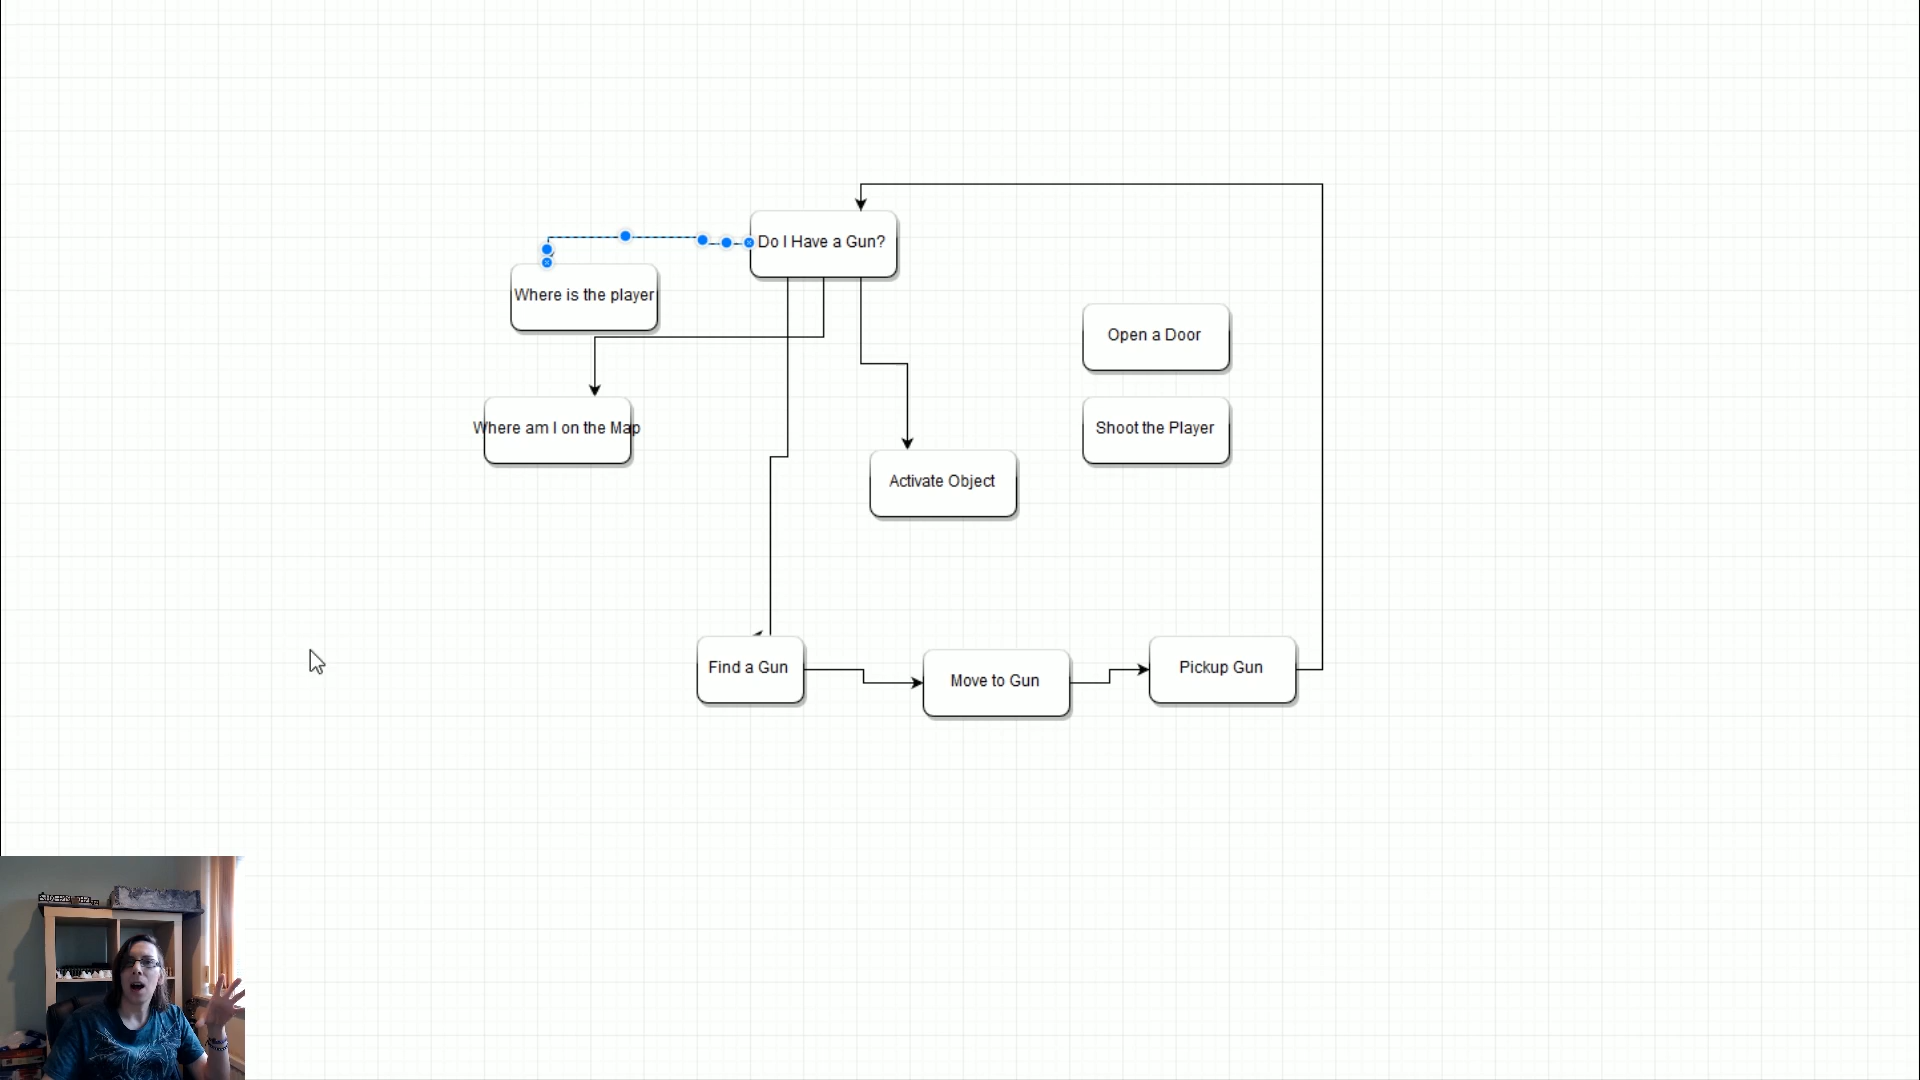 Do I Have a Gun?
Where is the player
Open a Door
Where am I on the Map
Shoot the Player
Activate Object
Find a Gun
Move to Gun
Pickup Gun